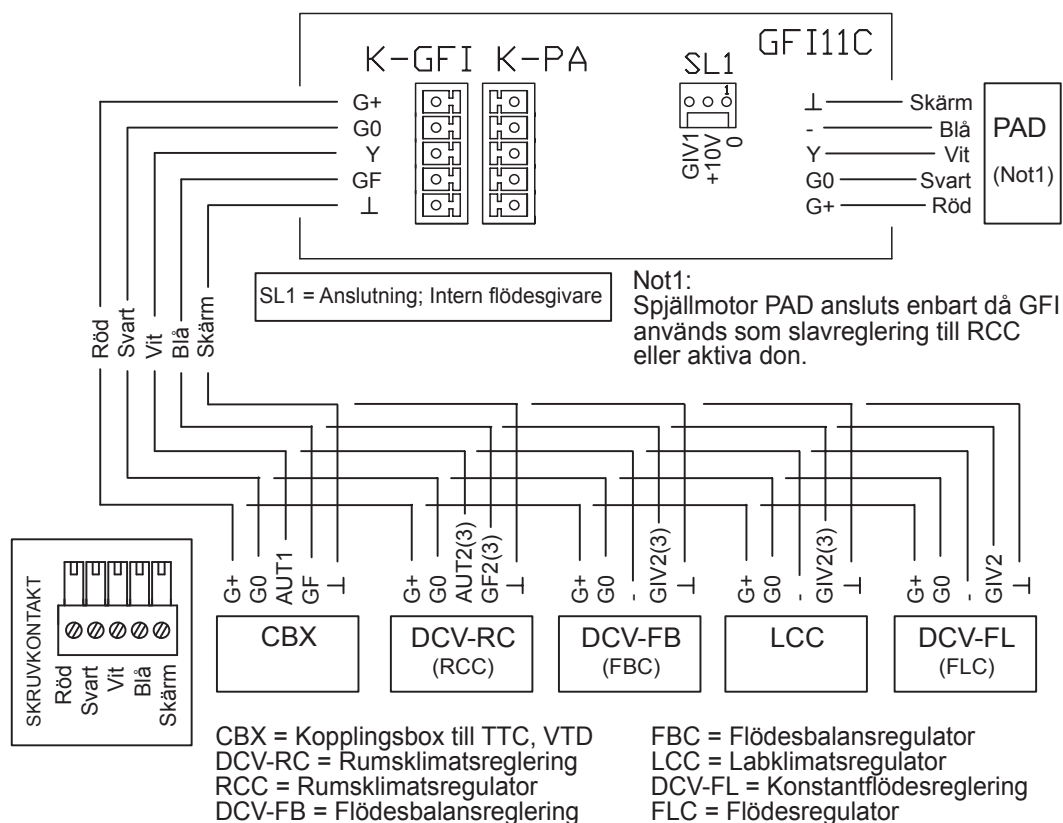 GFI11C
K-GFI K-PA
SL1
1
GIV1
+10V
0
G+
G0
Y
GF
⊥
⊥ Skärm
- Blå
Y Vit
G0 Svart
G+ Röd
PAD
(Not1)
SL1 = Anslutning; Intern flödesgivare
Not1:
Spjällmotor PAD ansluts enbart då GFI
används som slavreglering till RCC
eller aktiva don.
Röd
Svart
Vit
Blå
Skärm
SKRUVKONTAKT
Röd
Svart
Vit
Blå
Skärm
G+
G0
AUT1
GF
⊥
CBX
G+
G0
AUT2(3)
GF2(3)
⊥
DCV-RC
(RCC)
G+
G0
-
GIV2(3)
⊥
DCV-FB
(FBC)
G+
G0
-
GIV2(3)
⊥
LCC
G+
G0
-
GIV2
⊥
DCV-FL
(FLC)
CBX = Kopplingsbox till TTC, VTD
DCV-RC = Rumsklimatsreglering
RCC = Rumsklimatsregulator
DCV-FB = Flödesbalansreglering
FBC = Flödesbalansregulator
LCC = Labklimatsregulator
DCV-FL = Konstantflödesreglering
FLC = Flödesregulator